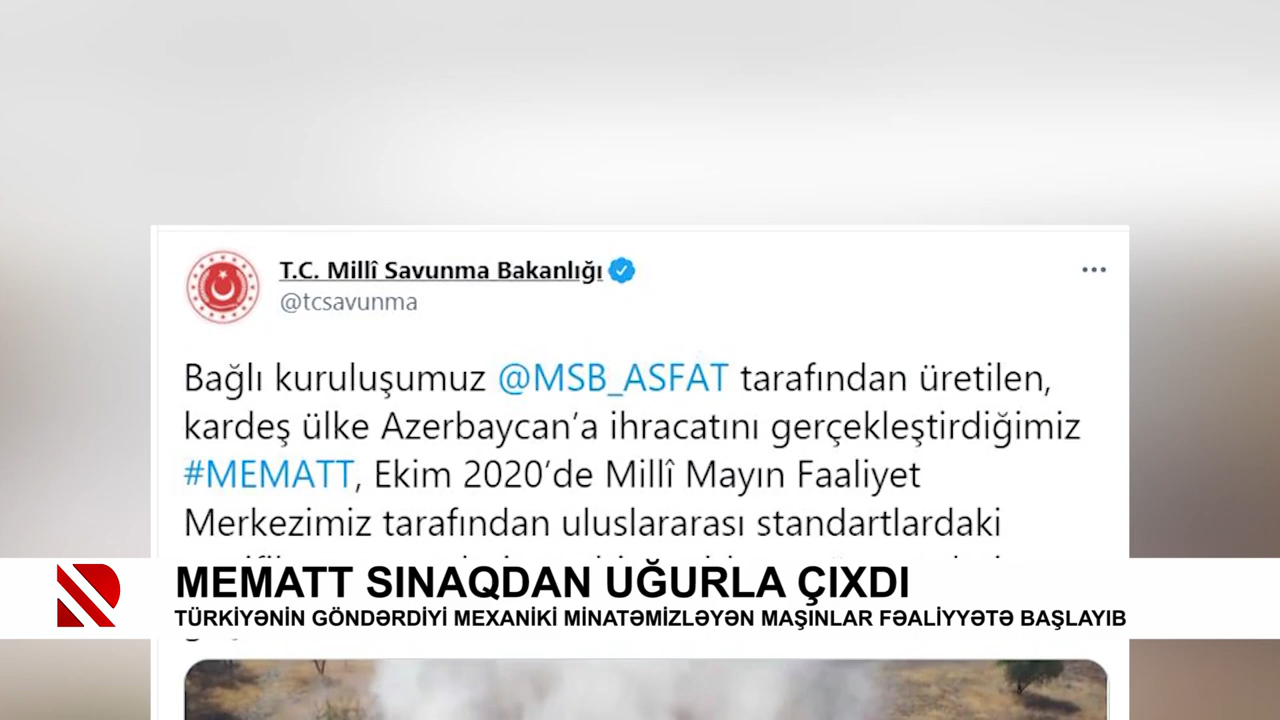 T.C. Millî Savunma Bakanlığı
@tcsavunma
Bağlı kuruluşumuz @MSB_ASFAT tarafından üretilen,
kardeş ülke Azerbaycan’a ihracatını gerçekleştirdiğimiz
#MEMATT, Ekim 2020’de Millî Mayın Faaliyet
Merkezimiz tarafından uluslararası standartlardaki
MEMATT SINAQDAN UĞURLA ÇIXDI
TÜRKİYƏNİN GÖNDƏRDİYİ MEXANİKİ MİNATƏMİZLƏYƏN MAŞINLAR FƏALİYYƏTƏ BAŞLAYIB